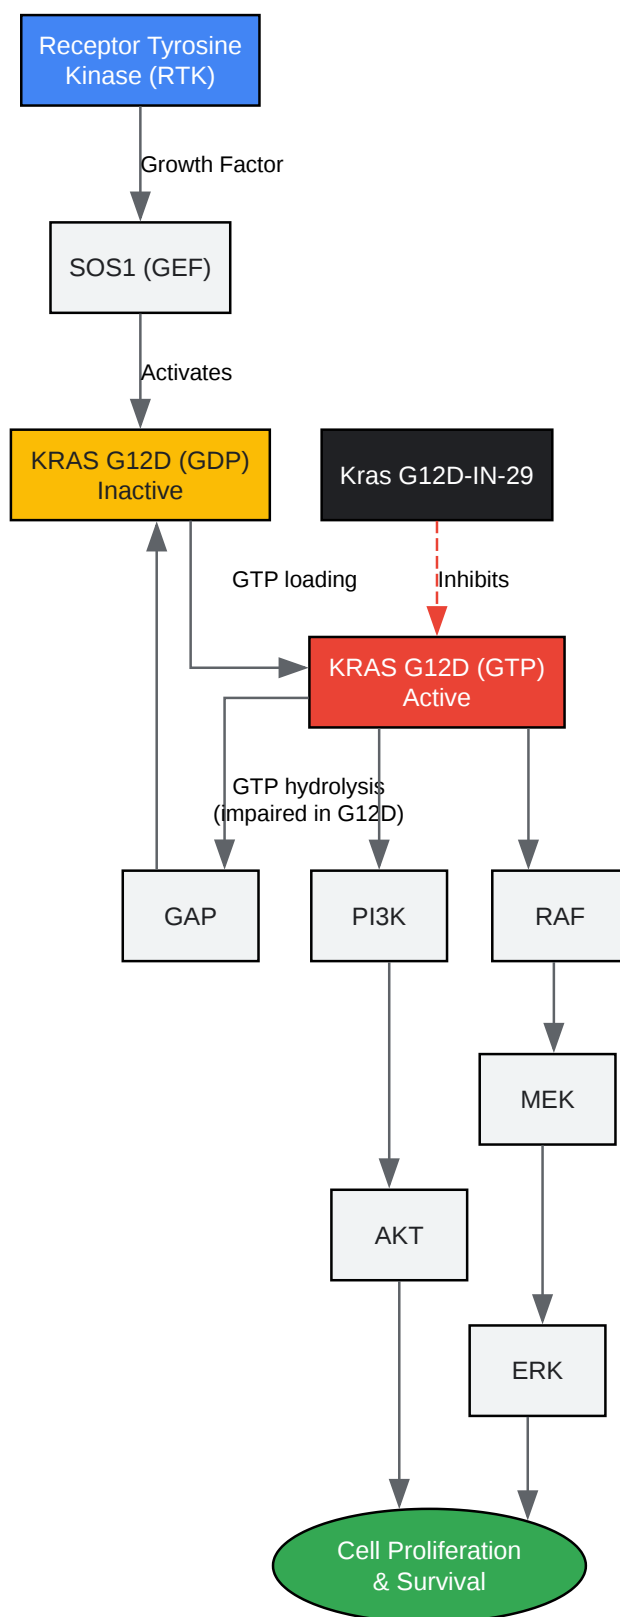 Receptor Tyrosine
Kinase (RTK)
Growth Factor
SOS1 (GEF)
Activates
KRAS G12D (GDP)
Inactive
Kras G12D-IN-29
GTP loading
Inhibits
KRAS G12D (GTP)
Active
GTP hydrolysis
(impaired in G12D)
GAP
PI3K
RAF
MEK
AKT
ERK
Cell Proliferation
& Survival